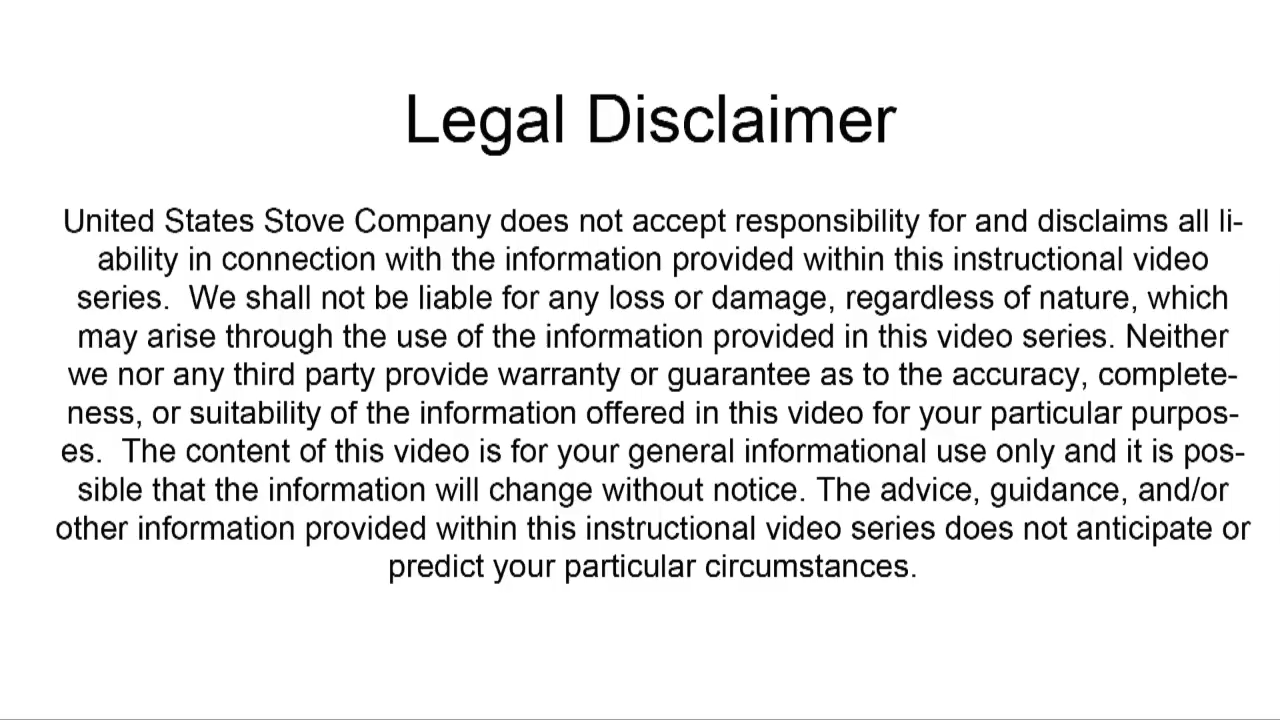 Legal Disclaimer
United States Stove Company does not accept responsibility for and disclaims all li-
ability in connection with the information provided within this instructional video
series.  We shall not be liable for any loss or damage, regardless of nature, which
may arise through the use of the information provided in this video series. Neither
we nor any third party provide warranty or guarantee as to the accuracy, complete-
ness, or suitability of the information offered in this video for your particular purpos-
es.  The content of this video is for your general informational use only and it is pos-
sible that the information will change without notice. The advice, guidance, and/or
other information provided within this instructional video series does not anticipate or
predict your particular circumstances.